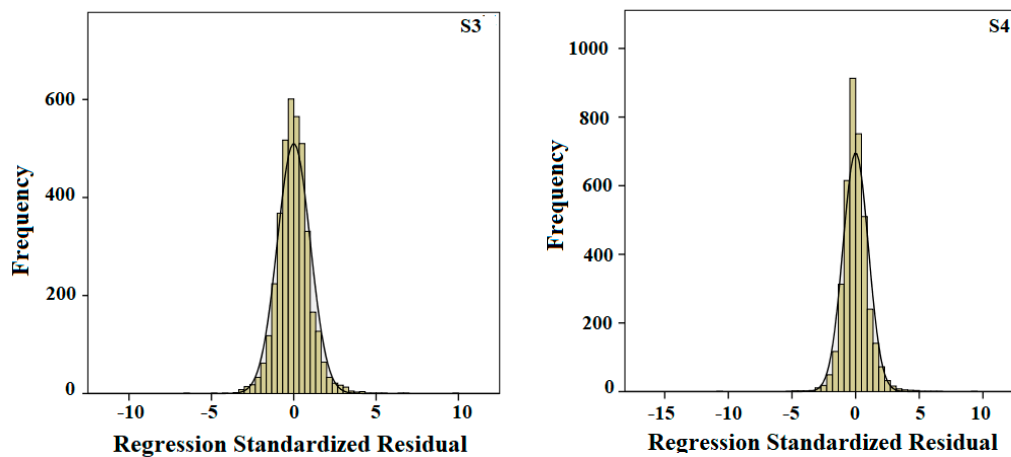 S3
Frequency
600
400
200
0
-10 -5 0 5 10
Regression Standardized Residual
S4
Frequency
1000
800
600
400
200
0
-15 -10 -5 0 5 10
Regression Standardized Residual